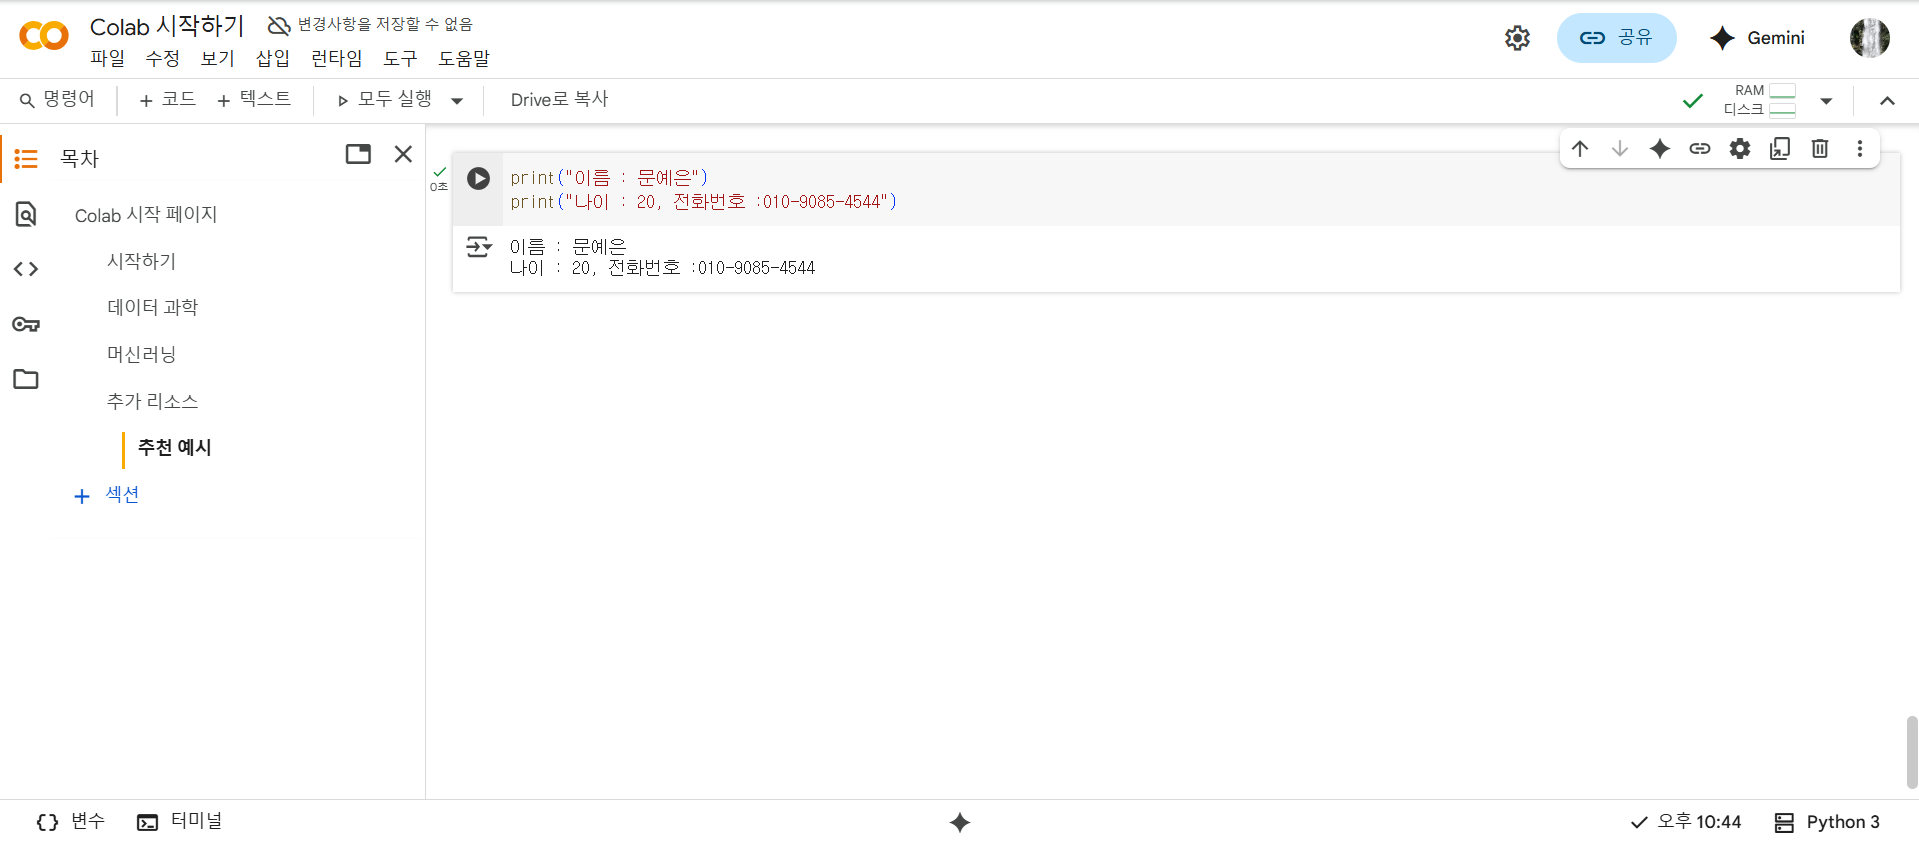 Colab 시작하기 변경사항을 저장할 수 없음
파일 수정 보기 삽입 런타임 도구 도움말
공유 Gemini
명령어 + 코드 + 텍스트 모두 실행 Drive로 복사
RAM
디스크
목차
Colab 시작 페이지
시작하기
데이터 과학
머신러닝
추가 리소스
추천 예시
+ 섹션
0초
print("이름 : 문예은")
print("나이 : 20, 전화번호 :010-9085-4544")
이름 : 문예은
나이 : 20, 전화번호 :010-9085-4544
{} 변수 터미널 오후 10:44 Python 3